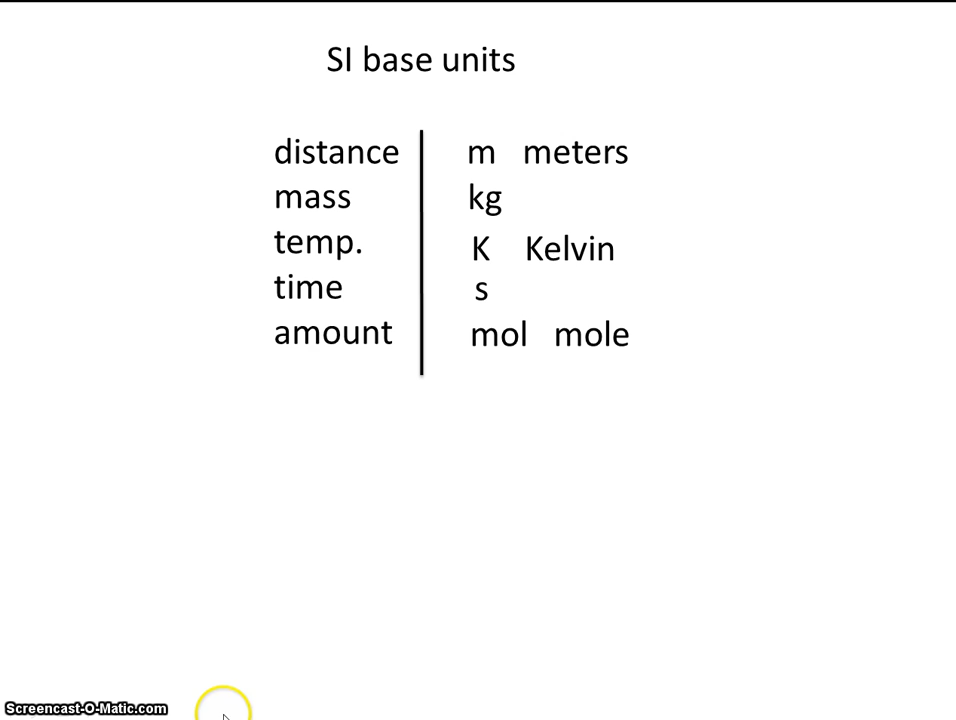 SI base units
distance m meters
mass kg
temp. K Kelvin
time s
amount mol mole
Screencast-O-Matic.com